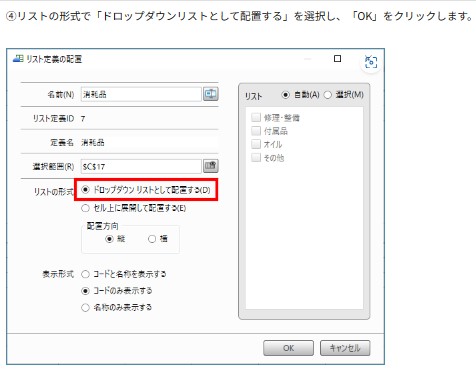 ④リストの形式で「ドロップダウンリストとして配置する」を選択し、「OK」をクリックします。
リスト定義の配置
名前(N) 消耗品
リスト定義ID 7
定義名 消耗品
選択範囲(R) $C$17
リストの形式 ドロップダウン リストとして配置する(D)
セル上に展開して配置する(E)
配置方向
縦 横
表示形式 コードと名称を表示する
コードのみ表示する
名称のみ表示する
リスト 自動(A) 選択(M)
修理・整備
付属品
オイル
その他
OK キャンセル